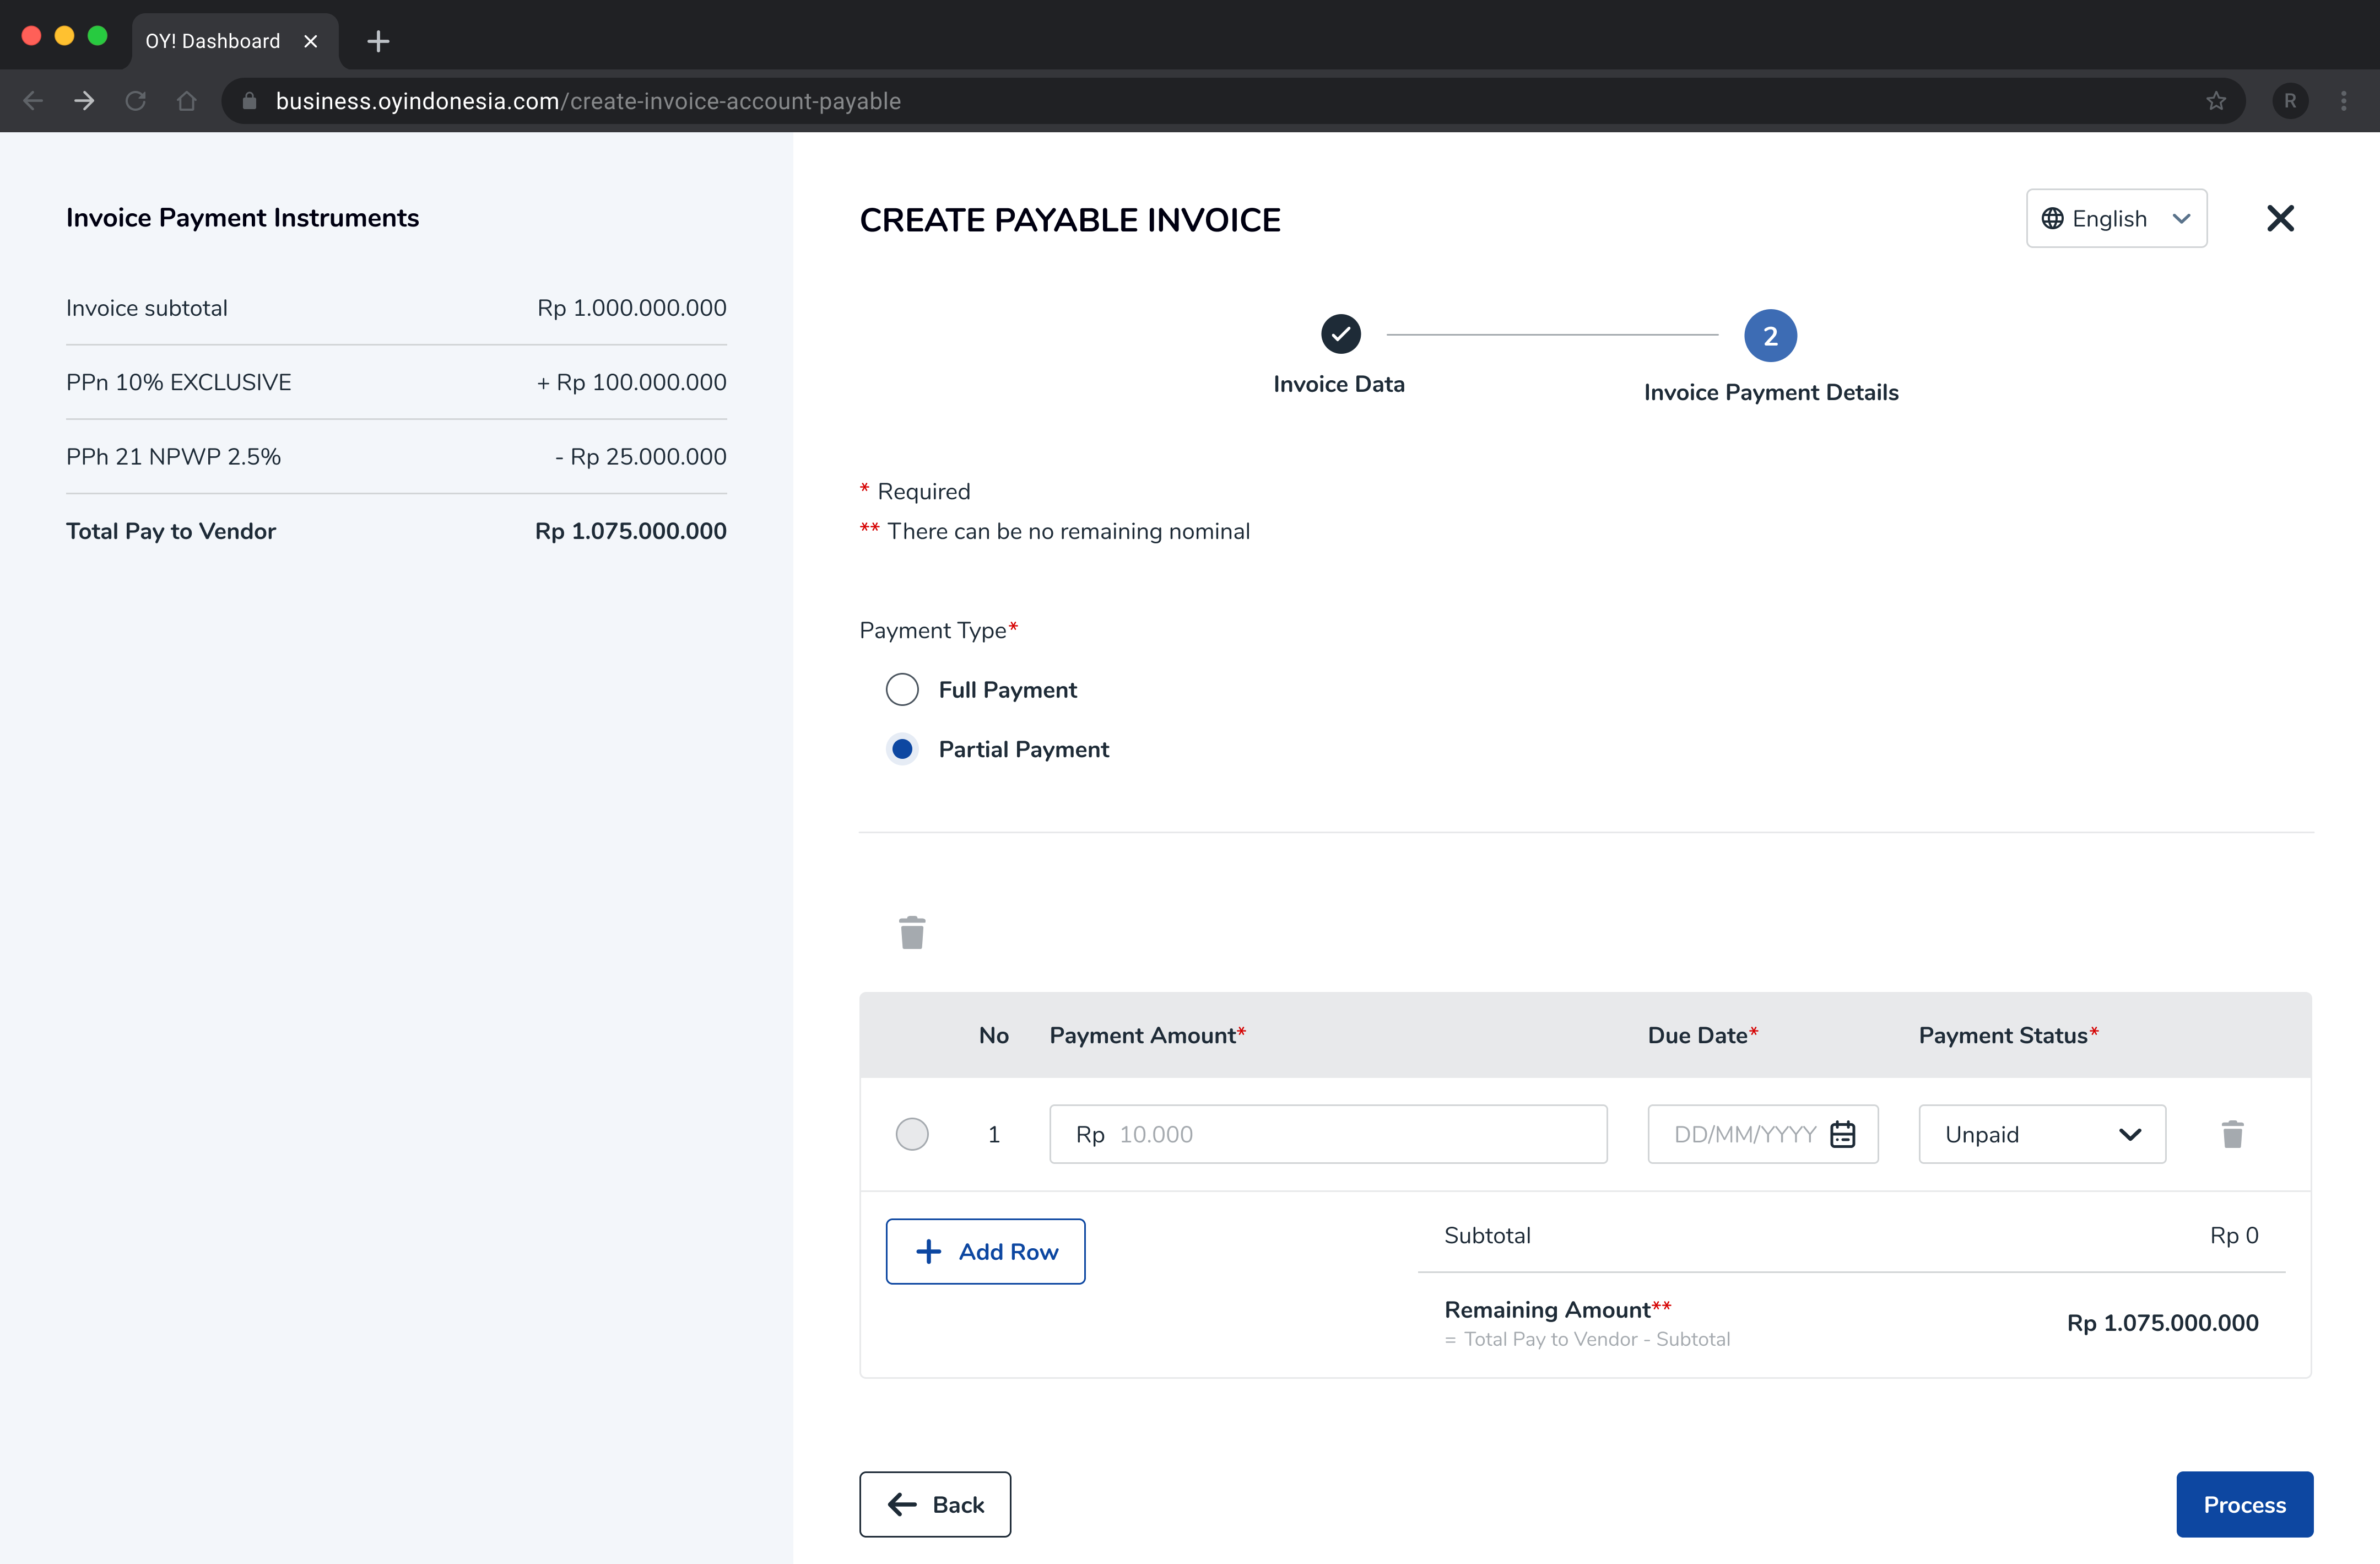 OY! Dashboard
business.oyindonesia.com/create-invoice-account-payable
R
Invoice Payment Instruments
Invoice subtotal Rp 1.000.000.000
PPn 10% EXCLUSIVE + Rp 100.000.000
PPh 21 NPWP 2.5% - Rp 25.000.000
Total Pay to Vendor Rp 1.075.000.000
CREATE PAYABLE INVOICE
English
2
Invoice Data
Invoice Payment Details
* Required
** There can be no remaining nominal
Payment Type*
Full Payment
Partial Payment
No Payment Amount* Due Date* Payment Status*
1 Rp 10.000 DD/MM/YYYY Unpaid
Add Row
Subtotal Rp 0
Remaining Amount** Rp 1.075.000.000
= Total Pay to Vendor - Subtotal
Back
Process